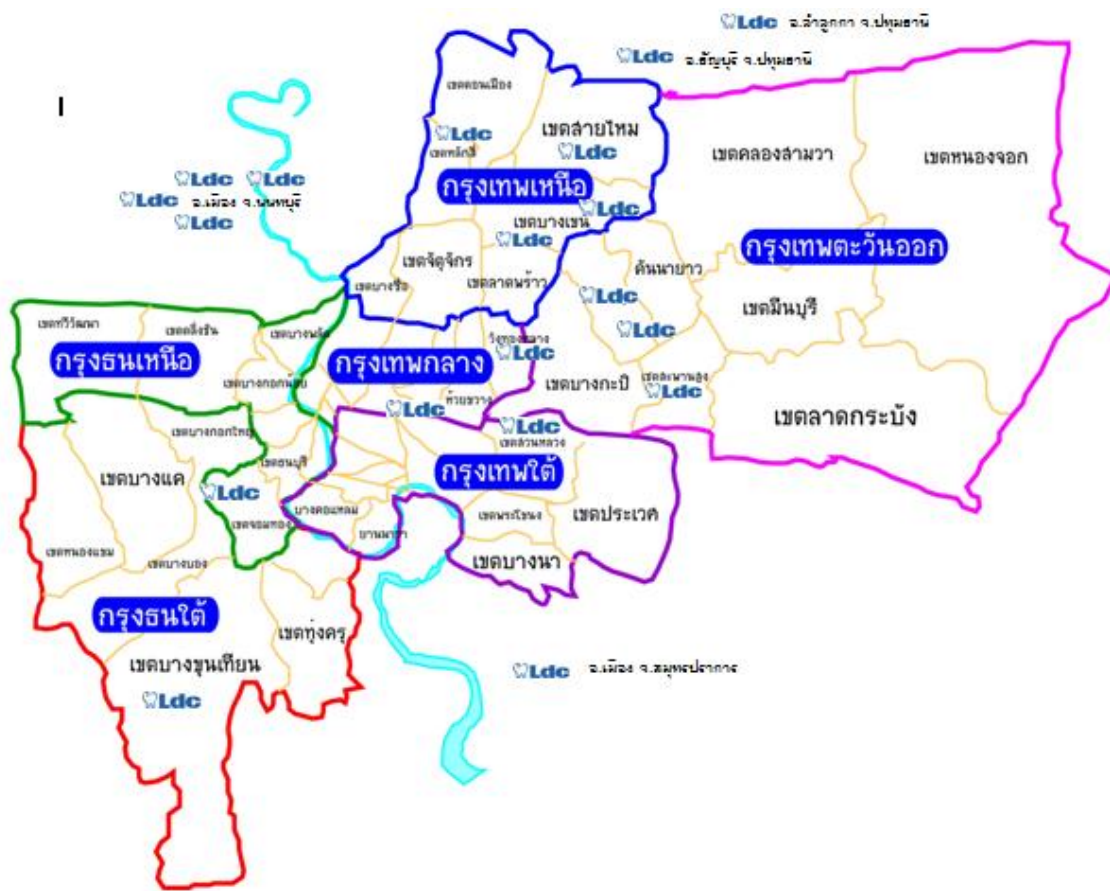 Ldc อ.ลำลูกกา จ.ปทุมธานี
Ldc อ.ธัญบุรี จ.ปทุมธานี
เขตดอนเมือง
Ldc
เขตสายไหม
เขตหลักสี่
Ldc
เขตคลองสามวา
เขตหนองจอก
Ldc Ldc
กรุงเทพเหนือ
Ldc อ.เมือง จ.นนทบุรี
Ldc
Ldc
เขตบางเขน
Ldc
เขตจตุจักร
กรุงเทพตะวันออก
คันนายาว
เขตบางซื่อ
เขตลาดพร้าว
Ldc
เขตมีนบุรี
เขตทวีวัฒนา
เขตตลิ่งชัน
เขตบางพลัด
Ldc
วังทองหลาง
กรุงธนเหนือ
กรุงเทพกลาง
Ldc
เขตบางกอกน้อย
เขตบางกะปิ
เขตสะพานสูง
Ldc
ห้วยขวาง
Ldc
เขตลาดกระบัง
เขตบางกอกใหญ่
Ldc
เขตสวนหลวง
เขตธนบุรี
กรุงเทพใต้
เขตบางแค
Ldc
บางคอแหลม
เขตจอมทอง
เขตพระโขนง
เขตประเวศ
ยานนาวา
เขตหนองแขม
เขตบางบอน
เขตบางนา
กรุงธนใต้
เขตทุ่งครุ
เขตบางขุนเทียน
Ldc อ.เมือง จ.สมุทรปราการ
Ldc